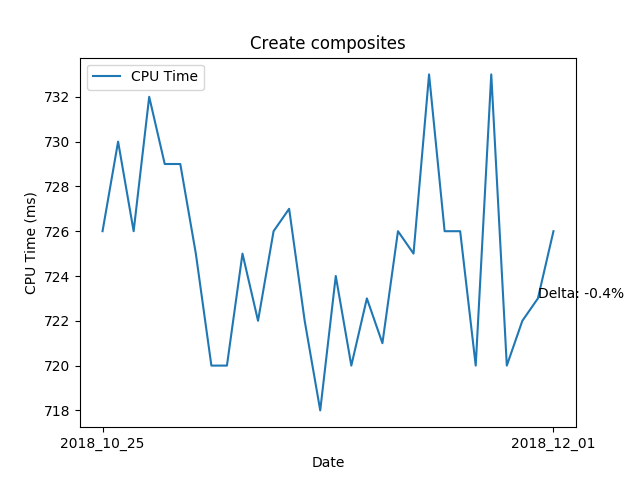 Create composites
CPU Time
732
730
728
726
724
722
720
718
CPU Time (ms)
Delta: -0.4%
2018_10_25
2018_12_01
Date